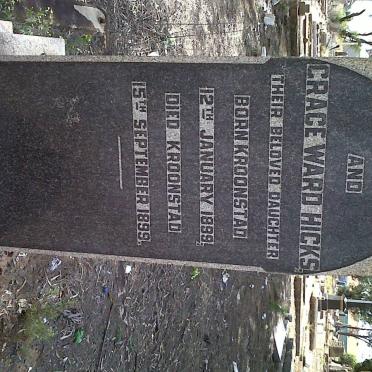 AND
GRACE WARD HICKS,
THEIR BELOVED DAUGHTER
BORN KROONSTAD
12TH JANUARY 1899,
DIED KROONSTAD
15TH SEPTEMBER 1899,